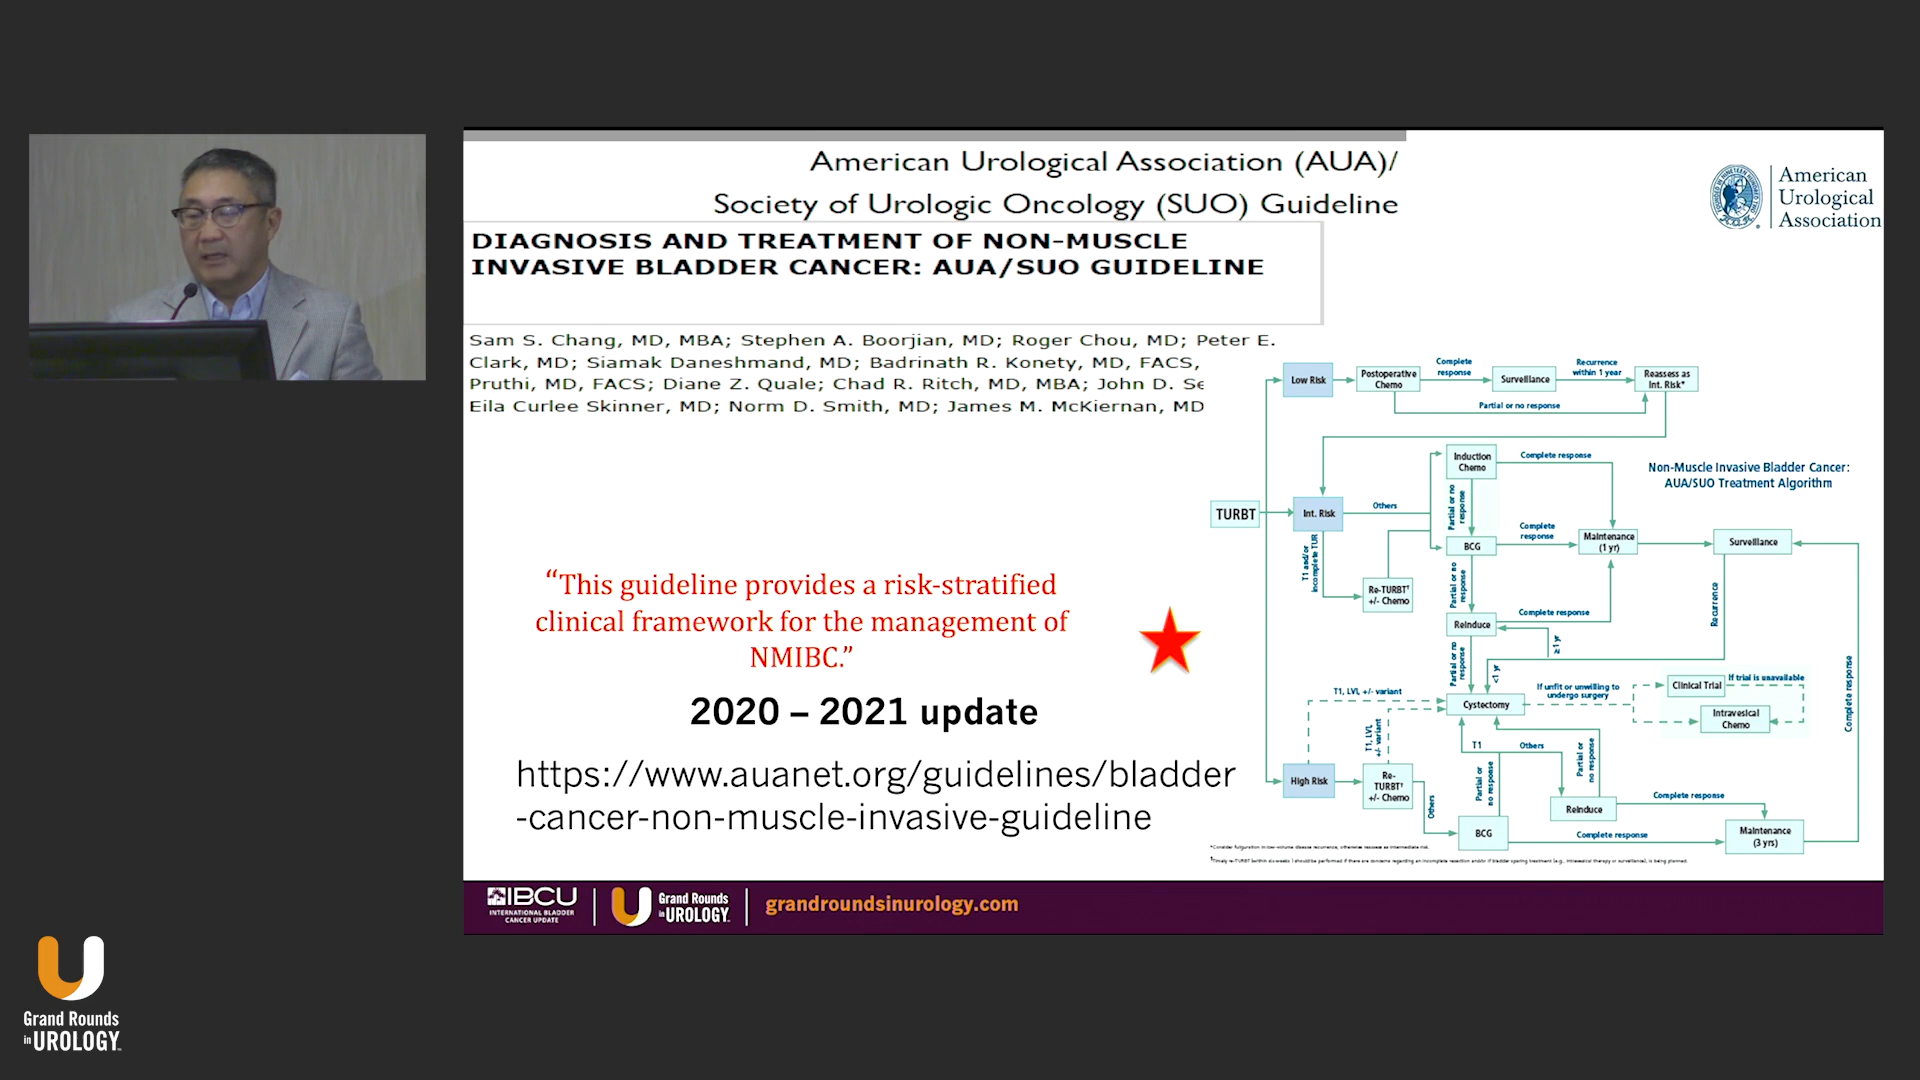 American Urological Association (AUA)/
Society of Urologic Oncology (SUO) Guideline
American
Urological
Association
DIAGNOSIS AND TREATMENT OF NON-MUSCLE
INVASIVE BLADDER CANCER: AUA/SUO GUIDELINE
Sam S. Chang, MD, MBA; Stephen A. Boorjian, MD; Roger Chou, MD; Peter E.
Clark, MD; Siamak Daneshmand, MD; Badrinath R. Konety, MD, FACS,
Pruthi, MD, FACS; Diane Z. Quale; Chad R. Ritch, MD, MBA; John D. Se
Eila Curlee Skinner, MD; Norm D. Smith, MD; James M. McKiernan, MD
“This guideline provides a risk-stratified
clinical framework for the management of
NMIBC.”
2020 – 2021 update
https://www.auanet.org/guidelines/bladder
-cancer-non-muscle-invasive-guideline
Non-Muscle Invasive Bladder Cancer:
AUA/SUO Treatment Algorithm
TURBT
Low Risk
Postoperative
Chemo
Complete
response
Surveillance
Recurrence
within 1 year
Reassess as
Int. Risk*
Partial or no response
Int. Risk
Others
T1 and/or
incomplete TUR
Re-TURBT†
+/- Chemo
Induction
Chemo
Complete response
Partial or no
response
BCG
Complete
response
Maintenance
(1 yr)
Surveillance
Partial or no
response
Reinduce
Complete response
≥1 yr
Recurrence
Partial or no
response
<1 yr
Cystectomy
If unfit or unwilling to
undergo surgery
Clinical Trial
If trial is unavailable
Intravesical
Chemo
Complete response
T1, LVI, +/- variant
High Risk
T1, LVI,
+/- variant
Re-
TURBT†
+/- Chemo
Others
BCG
T1
Others
Partial or
no response
Partial or
no response
Reinduce
Complete response
Complete response
Maintenance
(3 yrs)
IBCU
INTERNATIONAL BLADDER
CANCER UPDATE
Grand Rounds
in UROLOGY
grandroundsinurology.com
Grand Rounds
in UROLOGY